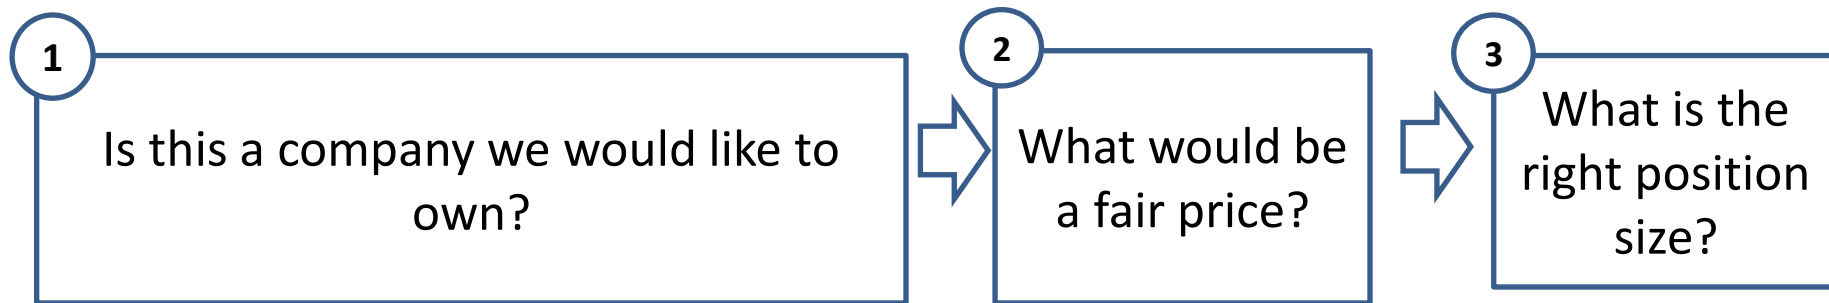 1
Is this a company we would like to
own?
2
What would be
a fair price?
3
What is the
right position
size?